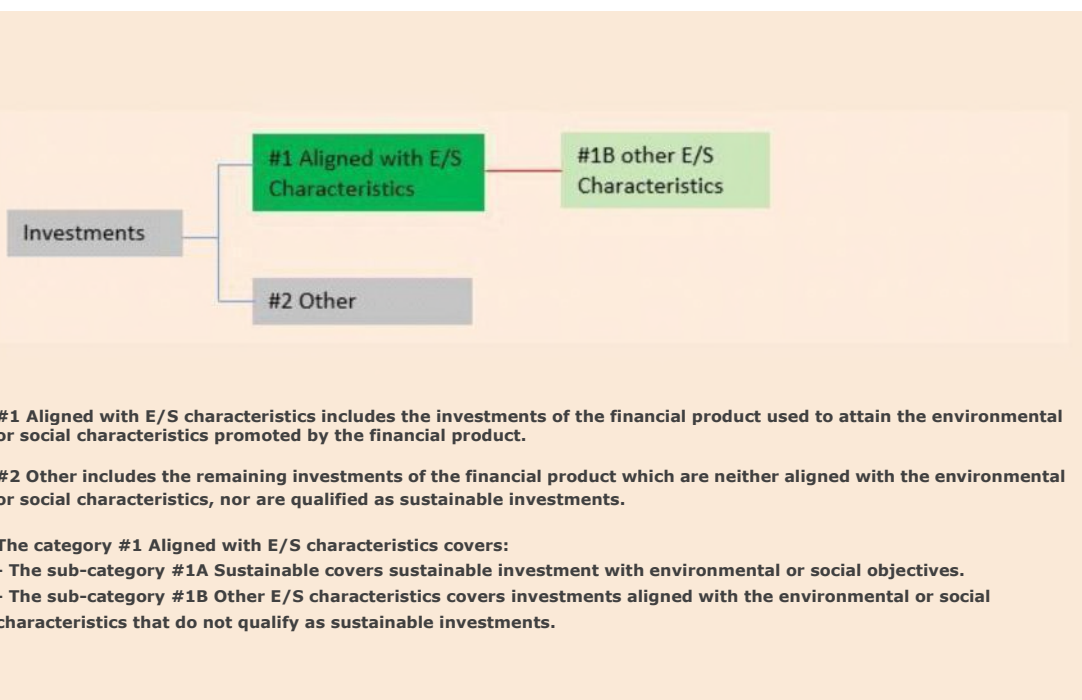 #1 Aligned with E/S
Characteristics
#1B other E/S
Characteristics
Investments
#2 Other
#1 Aligned with E/S characteristics includes the investments of the financial product used to attain the environmental
or social characteristics promoted by the financial product.
#2 Other includes the remaining investments of the financial product which are neither aligned with the environmental
or social characteristics, nor are qualified as sustainable investments.
The category #1 Aligned with E/S characteristics covers:
- The sub-category #1A Sustainable covers sustainable investment with environmental or social objectives.
- The sub-category #1B Other E/S characteristics covers investments aligned with the environmental or social
characteristics that do not qualify as sustainable investments.